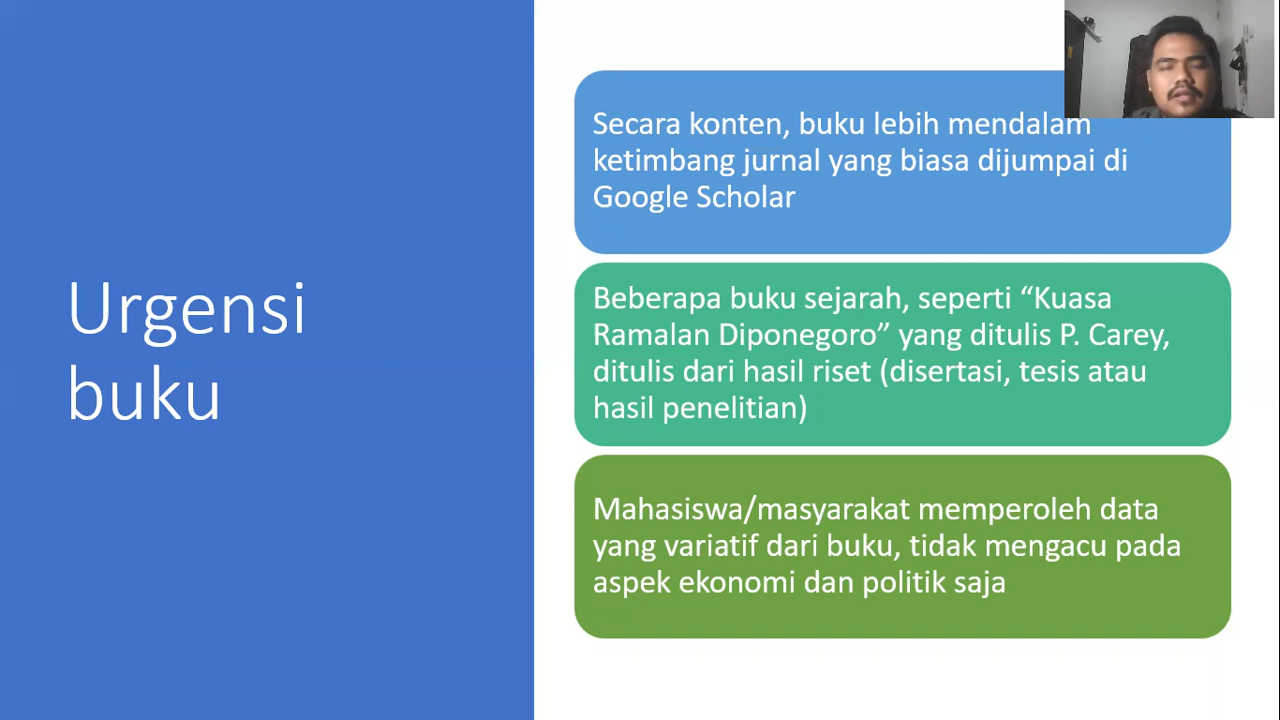 Urgensi
buku
Secara konten, buku lebih mendalam
ketimbang jurnal yang biasa dijumpai di
Google Scholar
Beberapa buku sejarah, seperti “Kuasa
Ramalan Diponegoro” yang ditulis P. Carey,
ditulis dari hasil riset (disertasi, tesis atau
hasil penelitian)
Mahasiswa/masyarakat memperoleh data
yang variatif dari buku, tidak mengacu pada
aspek ekonomi dan politik saja